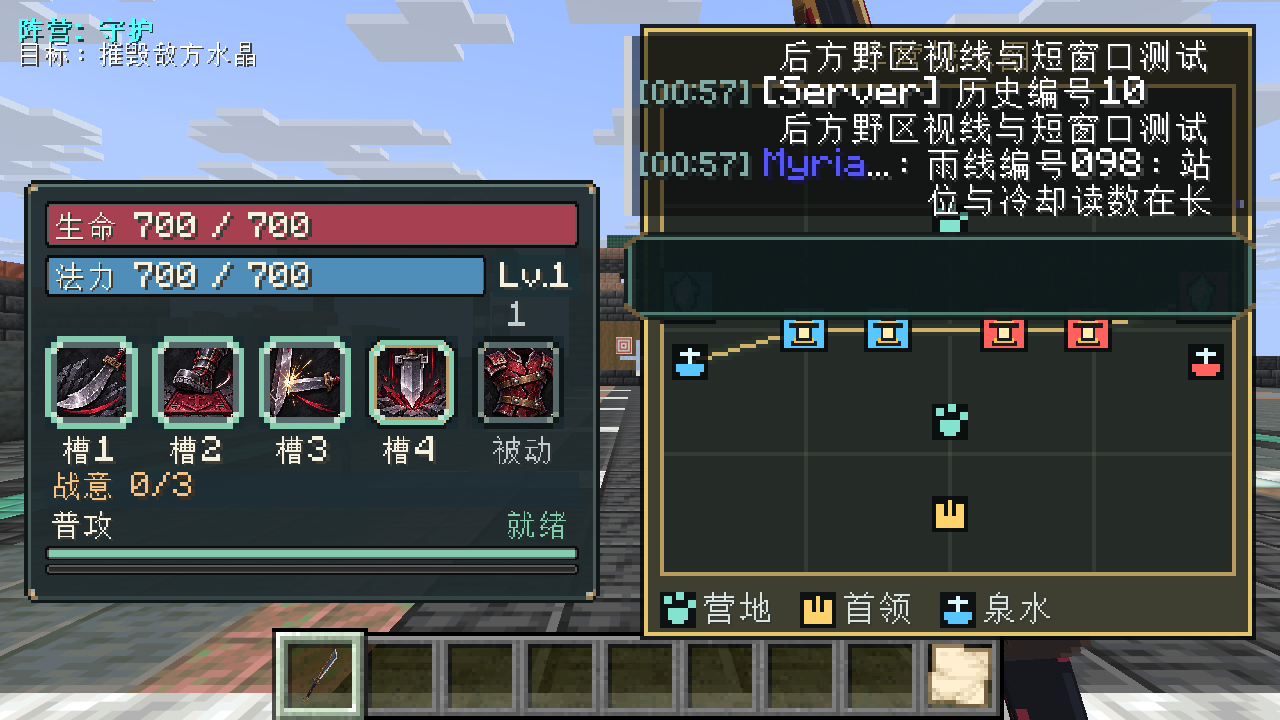 阵营: 守护
目标: 摧毁敌方水晶
后方野区视线与短窗口测试
[00:57] [Server] 历史编号10
后方野区视线与短窗口测试
[00:57] Myria…: 雨线编号098: 站
位与冷却读数在长
生命 700 / 700
法力 700 / 700 Lv.1
1
槽1 槽2 槽3 槽4 被动
战意 0/3
普攻 就绪
营地 首领 泉水